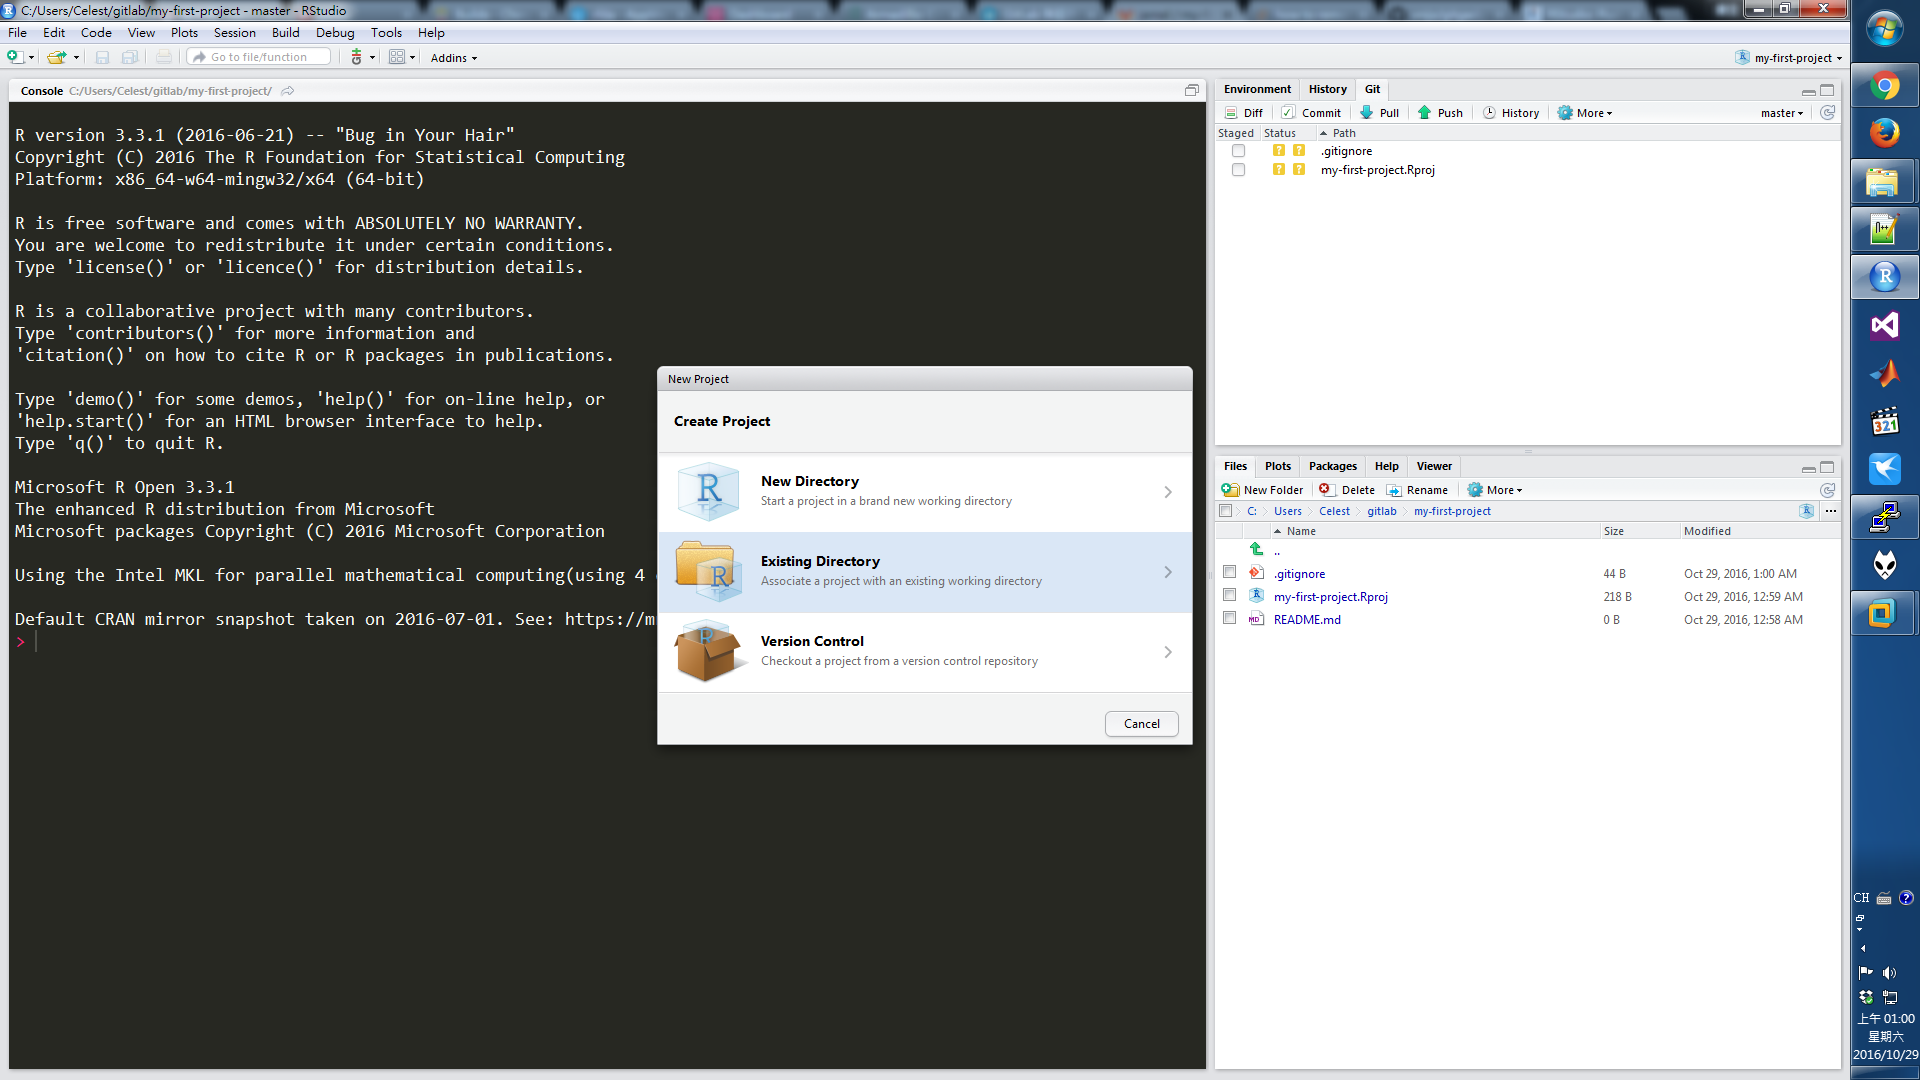 C:/Users/Celest/gitlab/my-first-project - master - RStudio
File Edit Code View Plots Session Build Debug Tools Help
Go to file/function Addins my-first-project
Console C:/Users/Celest/gitlab/my-first-project/
R version 3.3.1 (2016-06-21) -- "Bug in Your Hair"
Copyright (C) 2016 The R Foundation for Statistical Computing
Platform: x86_64-w64-mingw32/x64 (64-bit)
R is free software and comes with ABSOLUTELY NO WARRANTY.
You are welcome to redistribute it under certain conditions.
Type 'license()' or 'licence()' for distribution details.
R is a collaborative project with many contributors.
Type 'contributors()' for more information and
'citation()' on how to cite R or R packages in publications.
Type 'demo()' for some demos, 'help()' for on-line help, or
'help.start()' for an HTML browser interface to help.
Type 'q()' to quit R.
Microsoft R Open 3.3.1
The enhanced R distribution from Microsoft
Microsoft packages Copyright (C) 2016 Microsoft Corporation
Using the Intel MKL for parallel mathematical computing(using 4
Default CRAN mirror snapshot taken on 2016-07-01. See: https://m
>
New Project
Create Project
New Directory
Start a project in a brand new working directory
Existing Directory
Associate a project with an existing working directory
Version Control
Checkout a project from a version control repository
Cancel
Environment History Git
Diff Commit Pull Push History More master
Staged Status Path
? ? .gitignore
? ? my-first-project.Rproj
Files Plots Packages Help Viewer
New Folder Delete Rename More
C: Users Celest gitlab my-first-project ...
Name Size Modified
..
.gitignore 44 B Oct 29, 2016, 1:00 AM
my-first-project.Rproj 218 B Oct 29, 2016, 12:59 AM
README.md 0 B Oct 29, 2016, 12:58 AM
CH
上午 01:00
星期六
2016/10/29